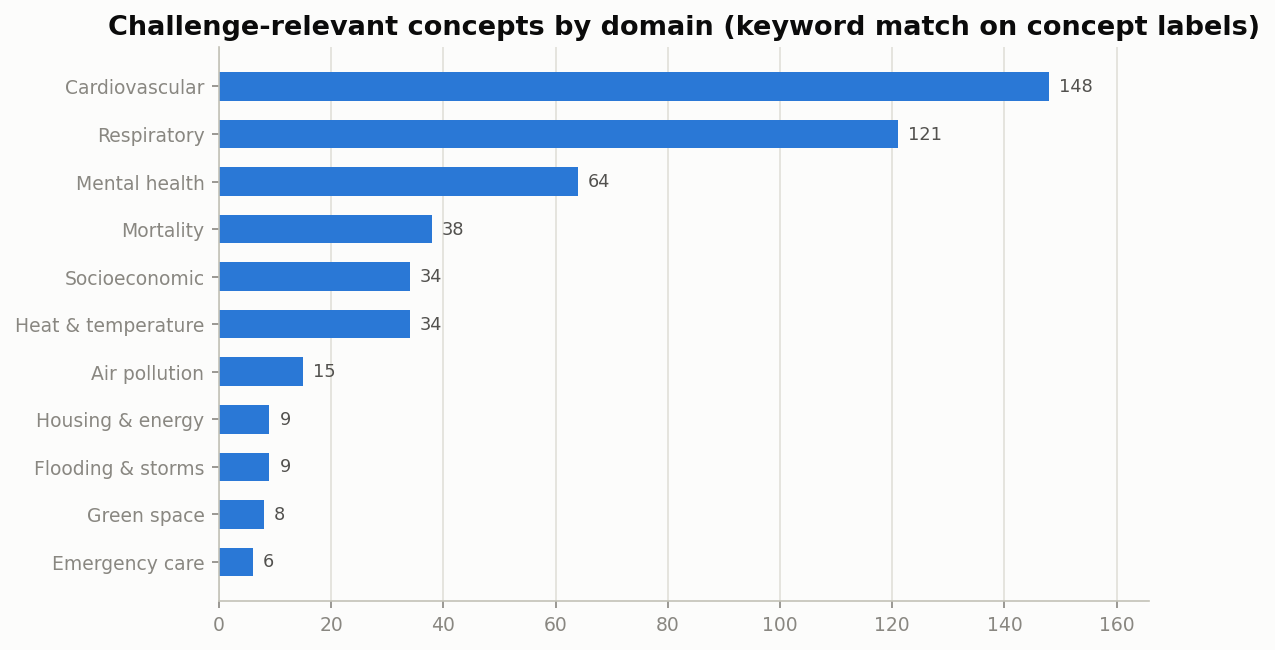 Challenge-relevant concepts by domain (keyword match on concept labels)
Cardiovascular 148
Respiratory 121
Mental health 64
Mortality 38
Socioeconomic 34
Heat & temperature 34
Air pollution 15
Housing & energy 9
Flooding & storms 9
Green space 8
Emergency care 6
0 20 40 60 80 100 120 140 160